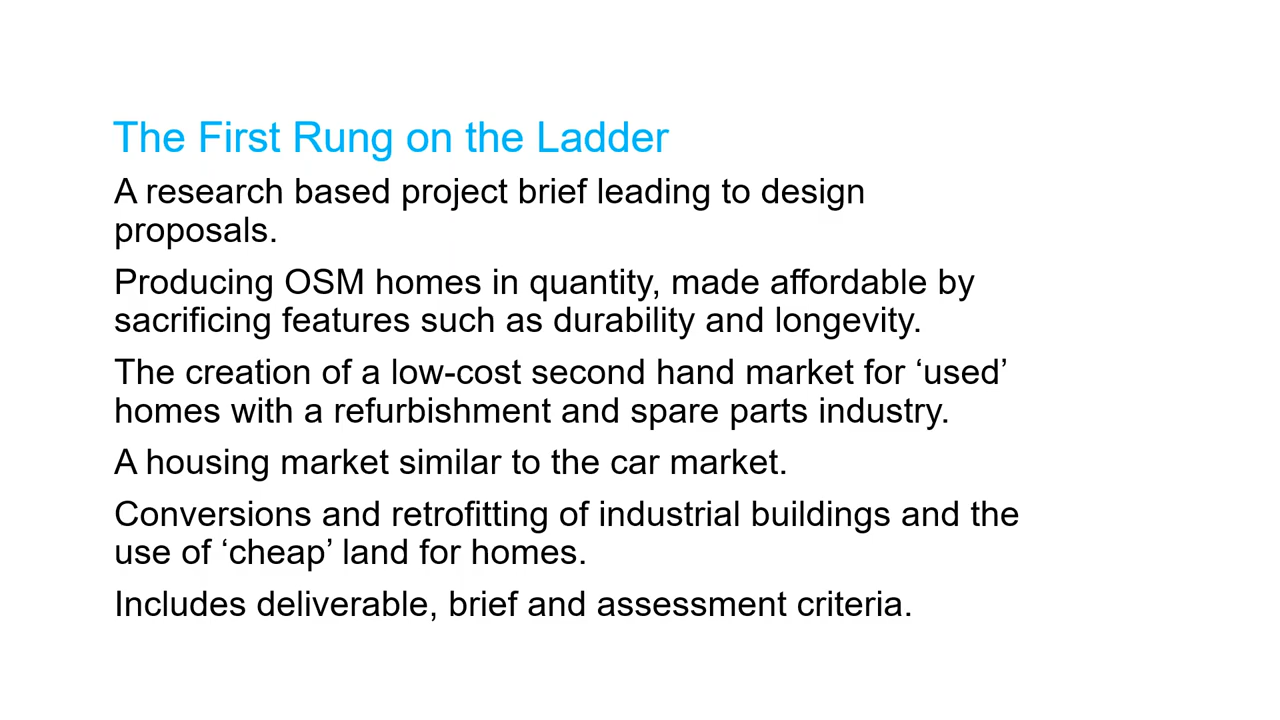 The First Rung on the Ladder
A research based project brief leading to design
proposals.
Producing OSM homes in quantity, made affordable by
sacrificing features such as durability and longevity.
The creation of a low-cost second hand market for ‘used’
homes with a refurbishment and spare parts industry.
A housing market similar to the car market.
Conversions and retrofitting of industrial buildings and the
use of ‘cheap’ land for homes.
Includes deliverable, brief and assessment criteria.